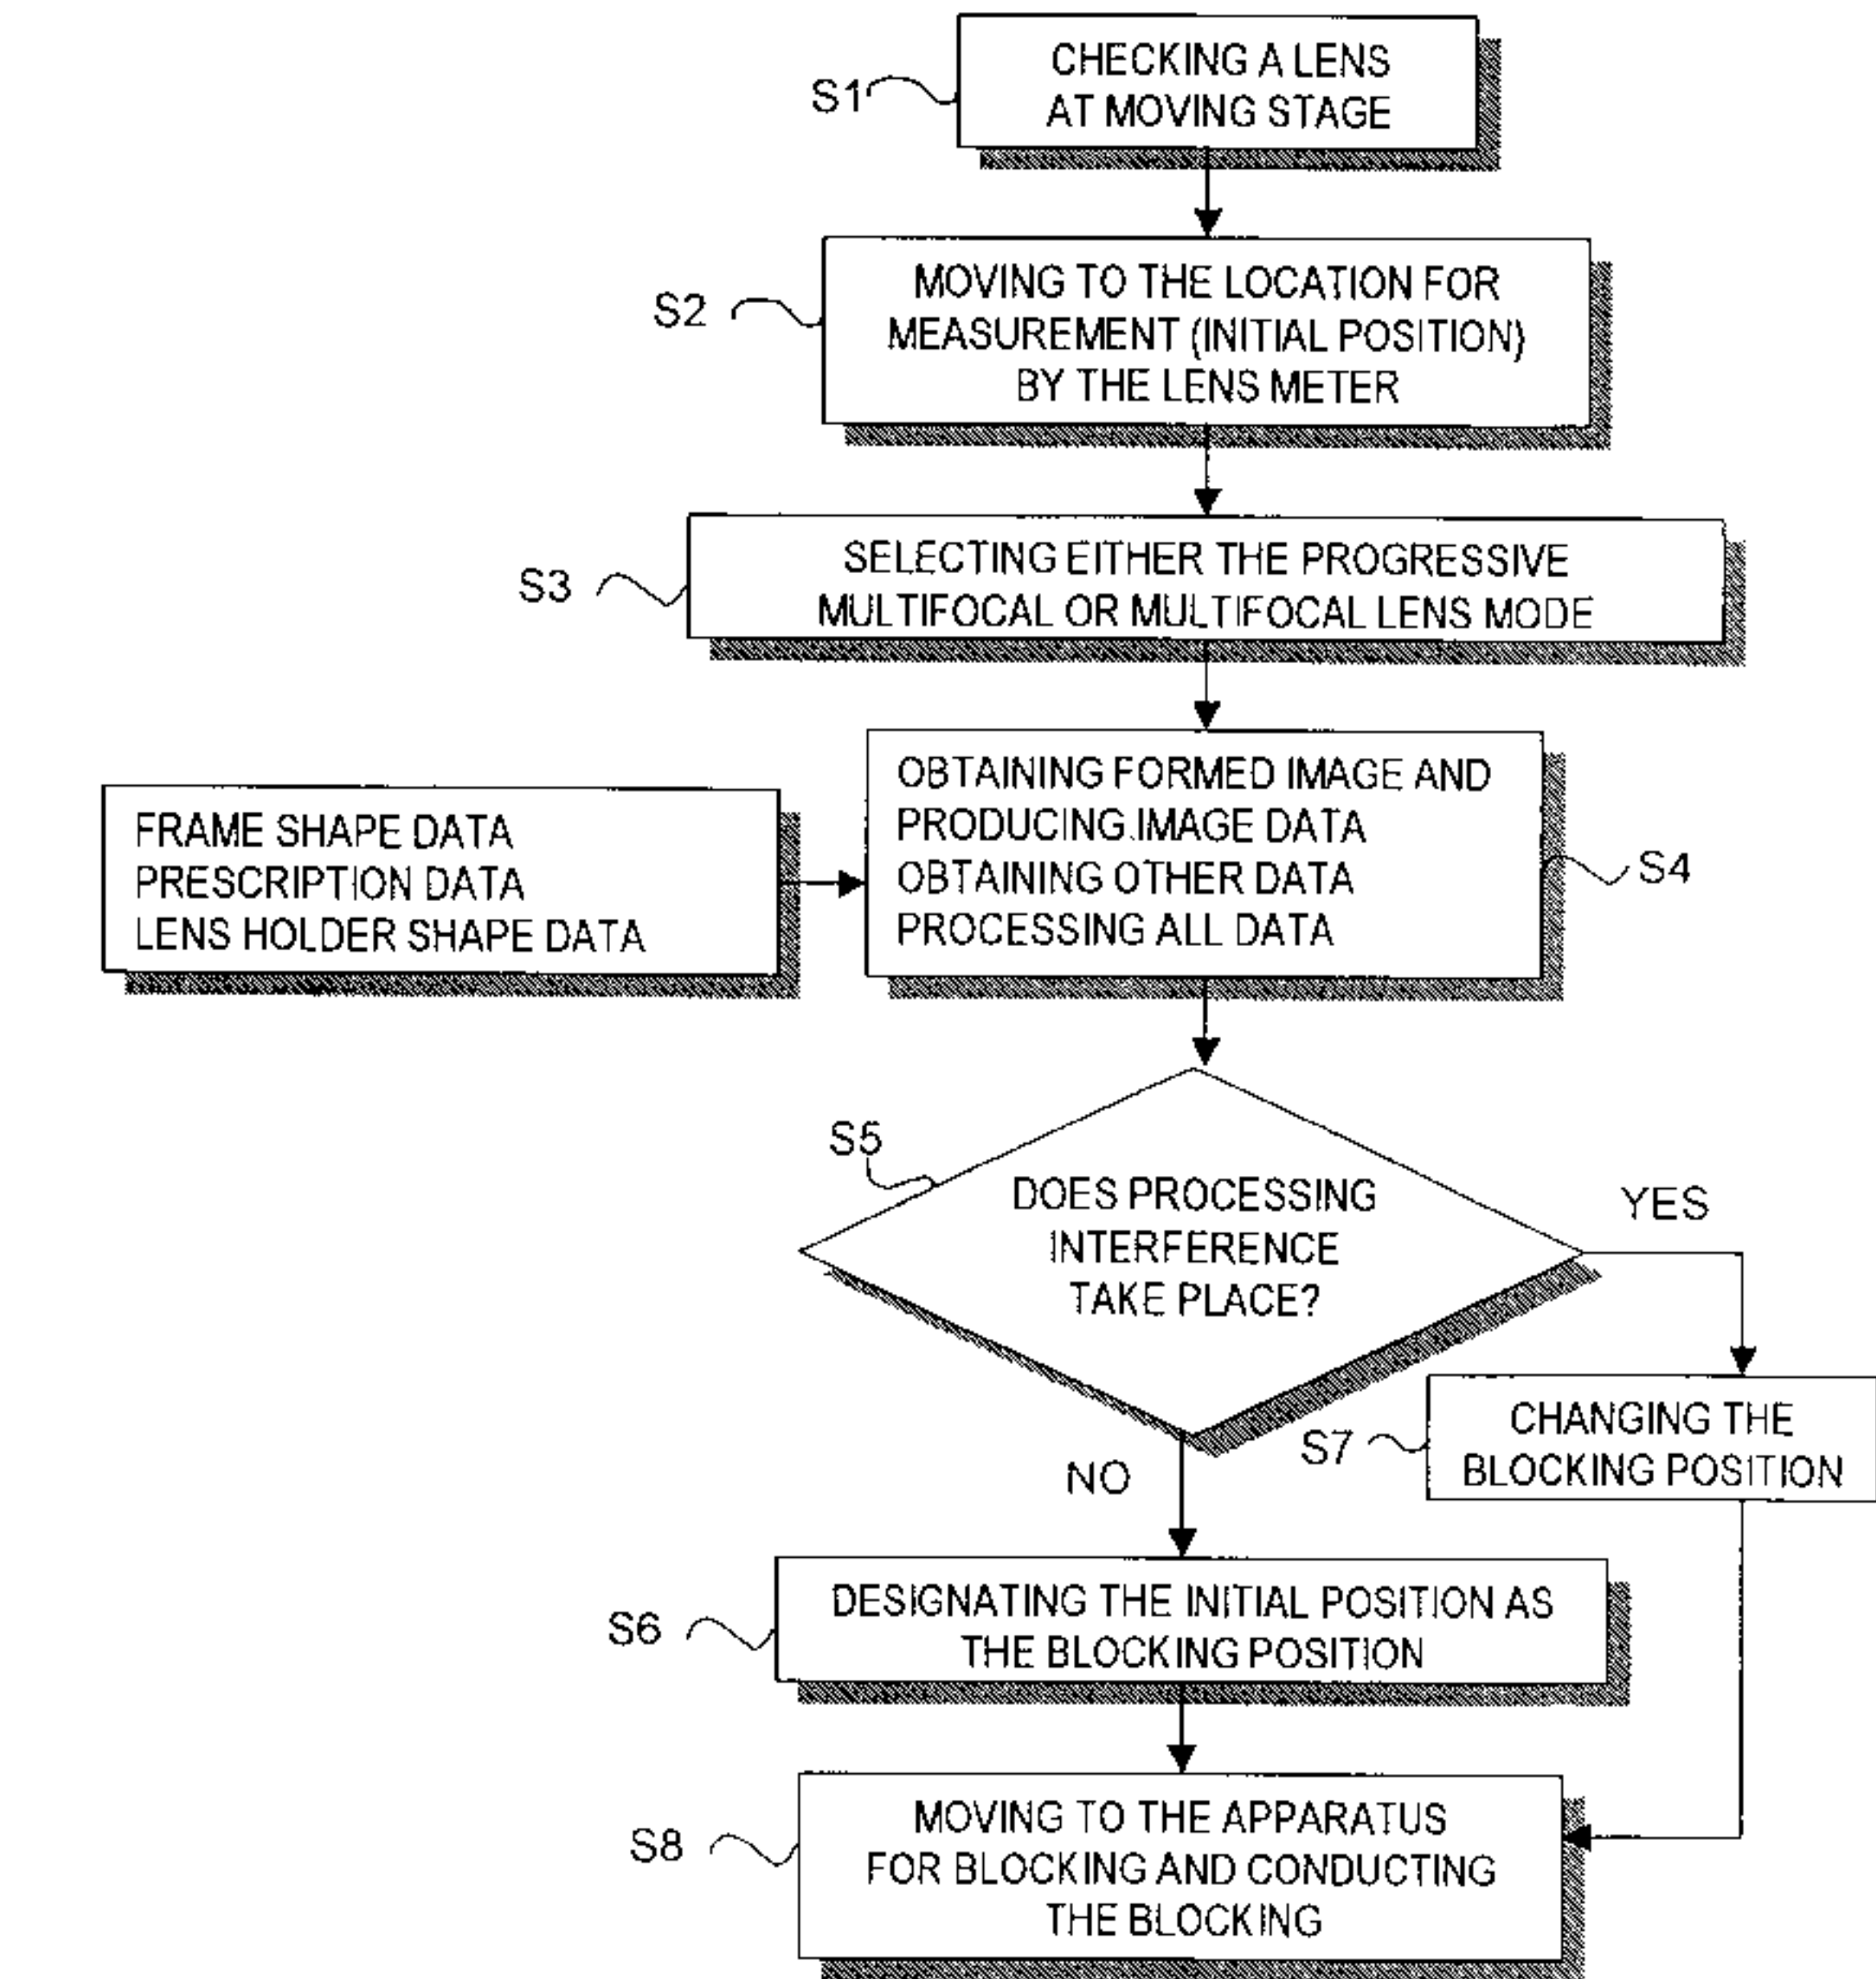 S1
CHECKING A LENS
AT MOVING STAGE
S2
MOVING TO THE LOCATION FOR
MEASUREMENT (INITIAL POSITION)
BY THE LENS METER
S3
SELECTING EITHER THE PROGRESSIVE
MULTIFOCAL OR MULTIFOCAL LENS MODE
FRAME SHAPE DATA
PRESCRIPTION DATA
LENS HOLDER SHAPE DATA
OBTAINING FORMED IMAGE AND
PRODUCING IMAGE DATA
OBTAINING OTHER DATA
PROCESSING ALL DATA
S4
S5
DOES PROCESSING
INTERFERENCE
TAKE PLACE?
YES
NO
S7
CHANGING THE
BLOCKING POSITION
S6
DESIGNATING THE INITIAL POSITION AS
THE BLOCKING POSITION
S8
MOVING TO THE APPARATUS
FOR BLOCKING AND CONDUCTING
THE BLOCKING